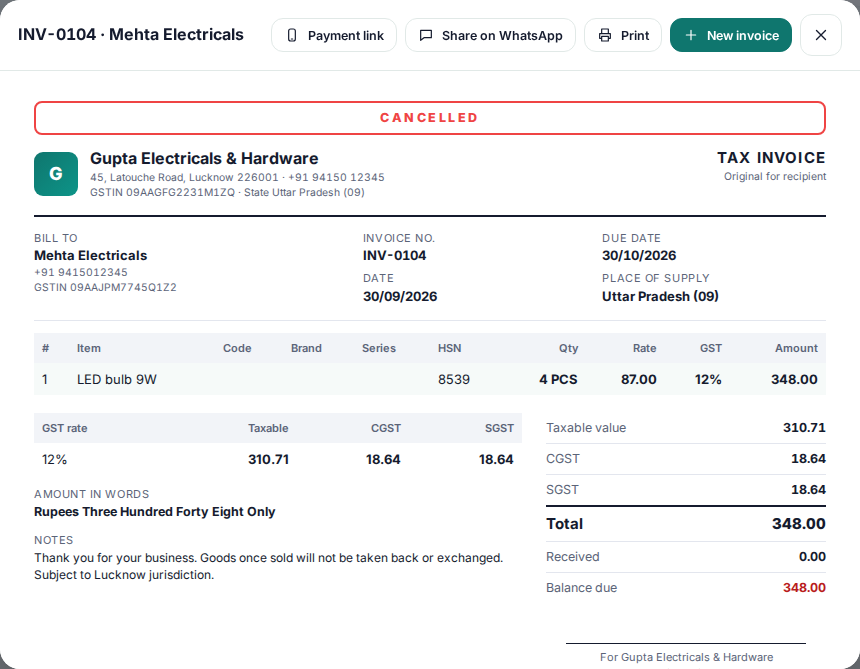 INV-0104 · Mehta Electricals
Payment link
Share on WhatsApp
Print
New invoice
CANCELLED
G
Gupta Electricals & Hardware
45, Latouche Road, Lucknow 226001 · +91 94150 12345
GSTIN 09AAGFG2231M1ZQ · State Uttar Pradesh (09)
TAX INVOICE
Original for recipient
BILL TO
Mehta Electricals
+91 9415012345
GSTIN 09AAJPM7745Q1Z2
INVOICE NO.
INV-0104
DATE
30/09/2026
DUE DATE
30/10/2026
PLACE OF SUPPLY
Uttar Pradesh (09)
# Item Code Brand Series HSN Qty Rate GST Amount
1 LED bulb 9W 8539 4 PCS 87.00 12% 348.00
GST rate Taxable CGST SGST
12% 310.71 18.64 18.64
AMOUNT IN WORDS
Rupees Three Hundred Forty Eight Only
NOTES
Thank you for your business. Goods once sold will not be taken back or exchanged.
Subject to Lucknow jurisdiction.
Taxable value 310.71
CGST 18.64
SGST 18.64
Total 348.00
Received 0.00
Balance due 348.00
For Gupta Electricals & Hardware